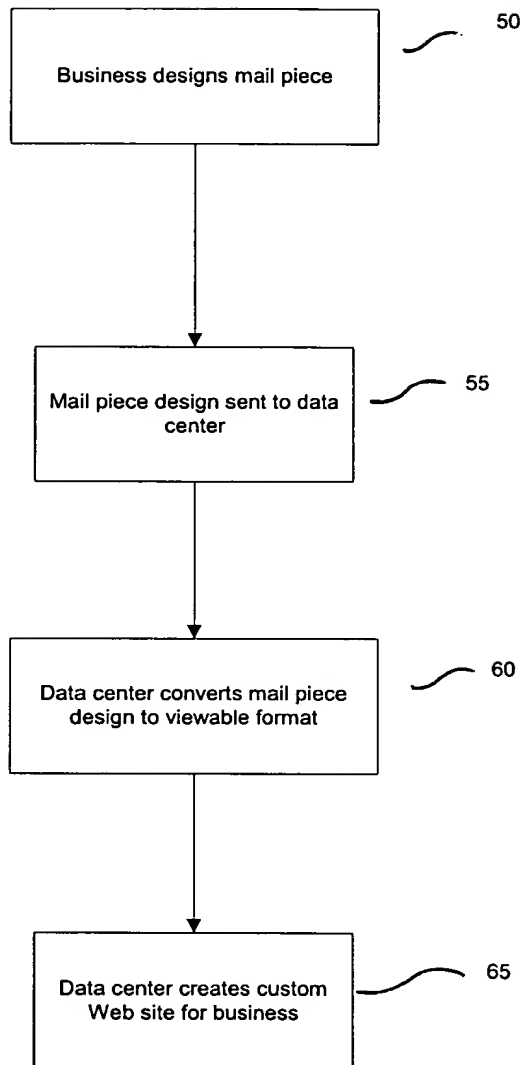 50
Business designs mail piece
55
Mail piece design sent to data
center
60
Data center converts mail piece
design to viewable format
65
Data center creates custom
Web site for business